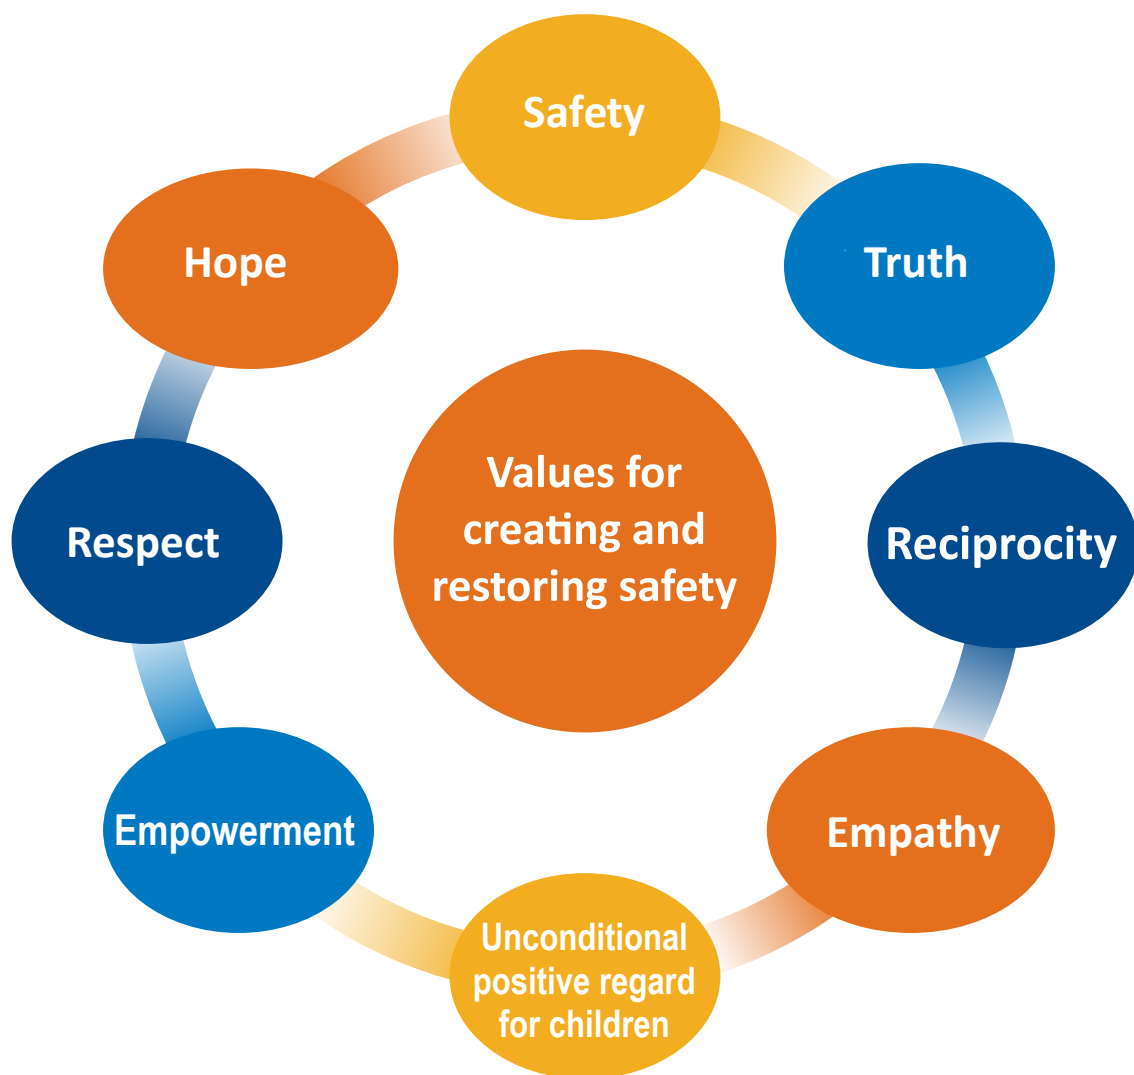 Safety
Truth
Reciprocity
Empathy
Unconditional
positive regard
for children
Empowerment
Respect
Hope
Values for
creating and
restoring safety